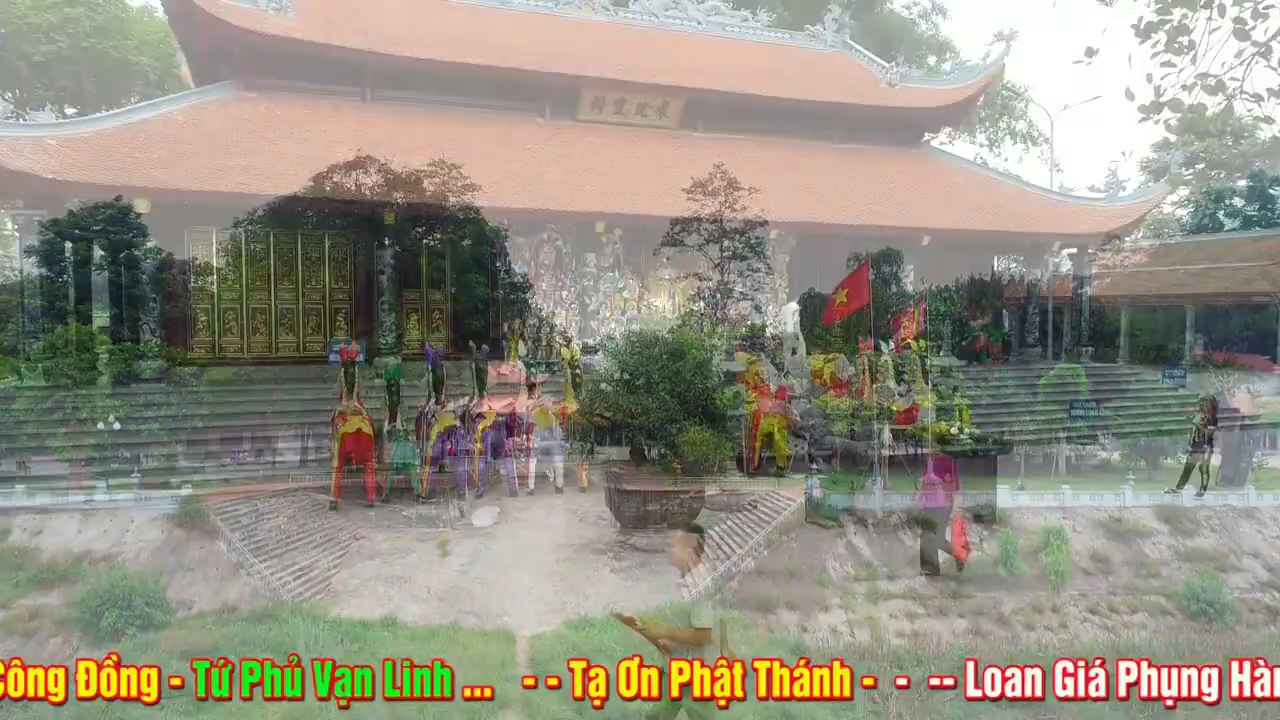 Công Đồng - Tứ Phủ Vạn Linh ... - - Tạ Ơn Phật Thánh - - -- Loan Giá Phụng Hàn